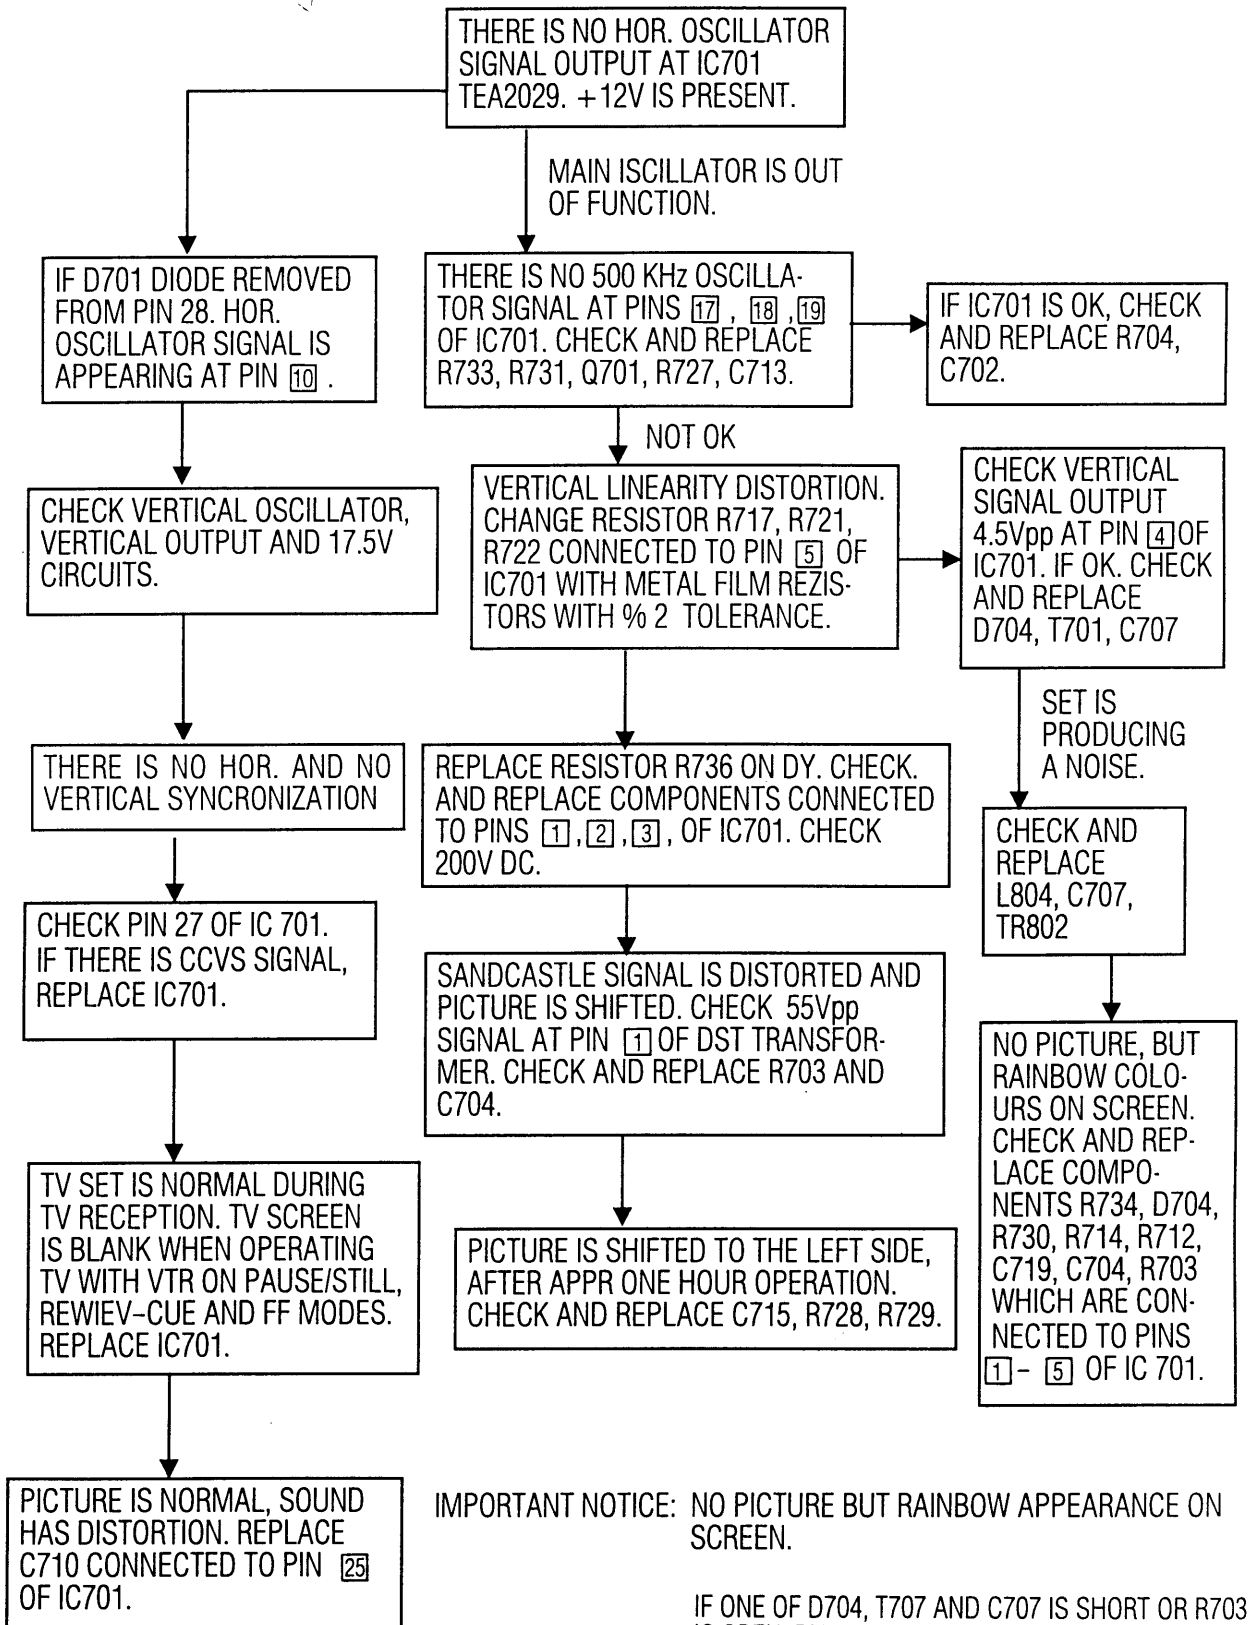 THERE IS NO HOR. OSCILLATOR
SIGNAL OUTPUT AT IC701
TEA2029. +12V IS PRESENT.
MAIN ISCILLATOR IS OUT
OF FUNCTION.
IF D701 DIODE REMOVED
FROM PIN 28. HOR.
OSCILLATOR SIGNAL IS
APPEARING AT PIN 10 .
THERE IS NO 500 KHz OSCILLA-
TOR SIGNAL AT PINS 17 , 18 , 19
OF IC701. CHECK AND REPLACE
R733, R731, Q701, R727, C713.
IF IC701 IS OK, CHECK
AND REPLACE R704,
C702.
NOT OK
CHECK VERTICAL OSCILLATOR,
VERTICAL OUTPUT AND 17.5V
CIRCUITS.
VERTICAL LINEARITY DISTORTION.
CHANGE RESISTOR R717, R721,
R722 CONNECTED TO PIN 5 OF
IC701 WITH METAL FILM REZIS-
TORS WITH % 2 TOLERANCE.
CHECK VERTICAL
SIGNAL OUTPUT
4.5Vpp AT PIN 4 OF
IC701. IF OK. CHECK
AND REPLACE
D704, T701, C707
SET IS
PRODUCING
A NOISE.
THERE IS NO HOR. AND NO
VERTICAL SYNCRONIZATION
REPLACE RESISTOR R736 ON DY. CHECK.
AND REPLACE COMPONENTS CONNECTED
TO PINS 1 , 2 , 3 , OF IC701. CHECK
200V DC.
CHECK AND
REPLACE
L804, C707,
TR802
CHECK PIN 27 OF IC 701.
IF THERE IS CCVS SIGNAL,
REPLACE IC701.
SANDCASTLE SIGNAL IS DISTORTED AND
PICTURE IS SHIFTED. CHECK 55Vpp
SIGNAL AT PIN 1 OF DST TRANSFOR-
MER. CHECK AND REPLACE R703 AND
C704.
NO PICTURE, BUT
RAINBOW COLO-
URS ON SCREEN.
CHECK AND REP-
LACE COMPO-
NENTS R734, D704,
R730, R714, R712,
C719, C704, R703
WHICH ARE CON-
NECTED TO PINS
1 - 5 OF IC 701.
TV SET IS NORMAL DURING
TV RECEPTION. TV SCREEN
IS BLANK WHEN OPERATING
TV WITH VTR ON PAUSE/STILL,
REWIEV-CUE AND FF MODES.
REPLACE IC701.
PICTURE IS SHIFTED TO THE LEFT SIDE,
AFTER APPR ONE HOUR OPERATION.
CHECK AND REPLACE C715, R728, R729.
PICTURE IS NORMAL, SOUND
HAS DISTORTION. REPLACE
C710 CONNECTED TO PIN 25
OF IC701.
IMPORTANT NOTICE: NO PICTURE BUT RAINBOW APPEARANCE ON
SCREEN.
IF ONE OF D704, T707 AND C707 IS SHORT OR R703